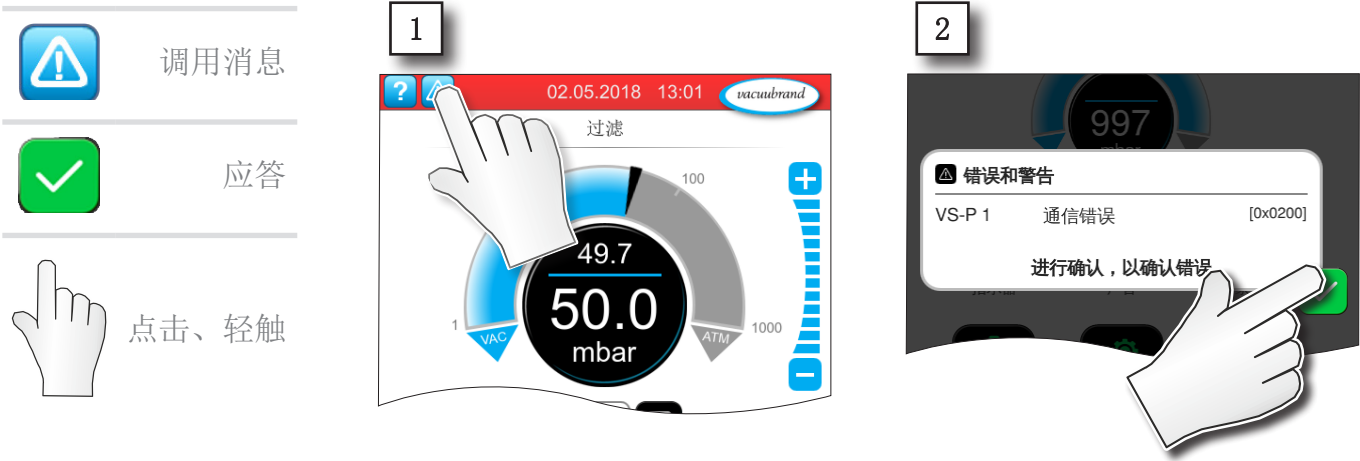 调用消息
应答
点击、轻触
1
?
02.05.2018 13:01 vacuubrand
过滤
100
49.7
50.0
mbar
1
1000
VAC
ATM
2
997
mbar
错误和警告
VS-P 1 通信错误 [0x0200]
进行确认，以确认错误